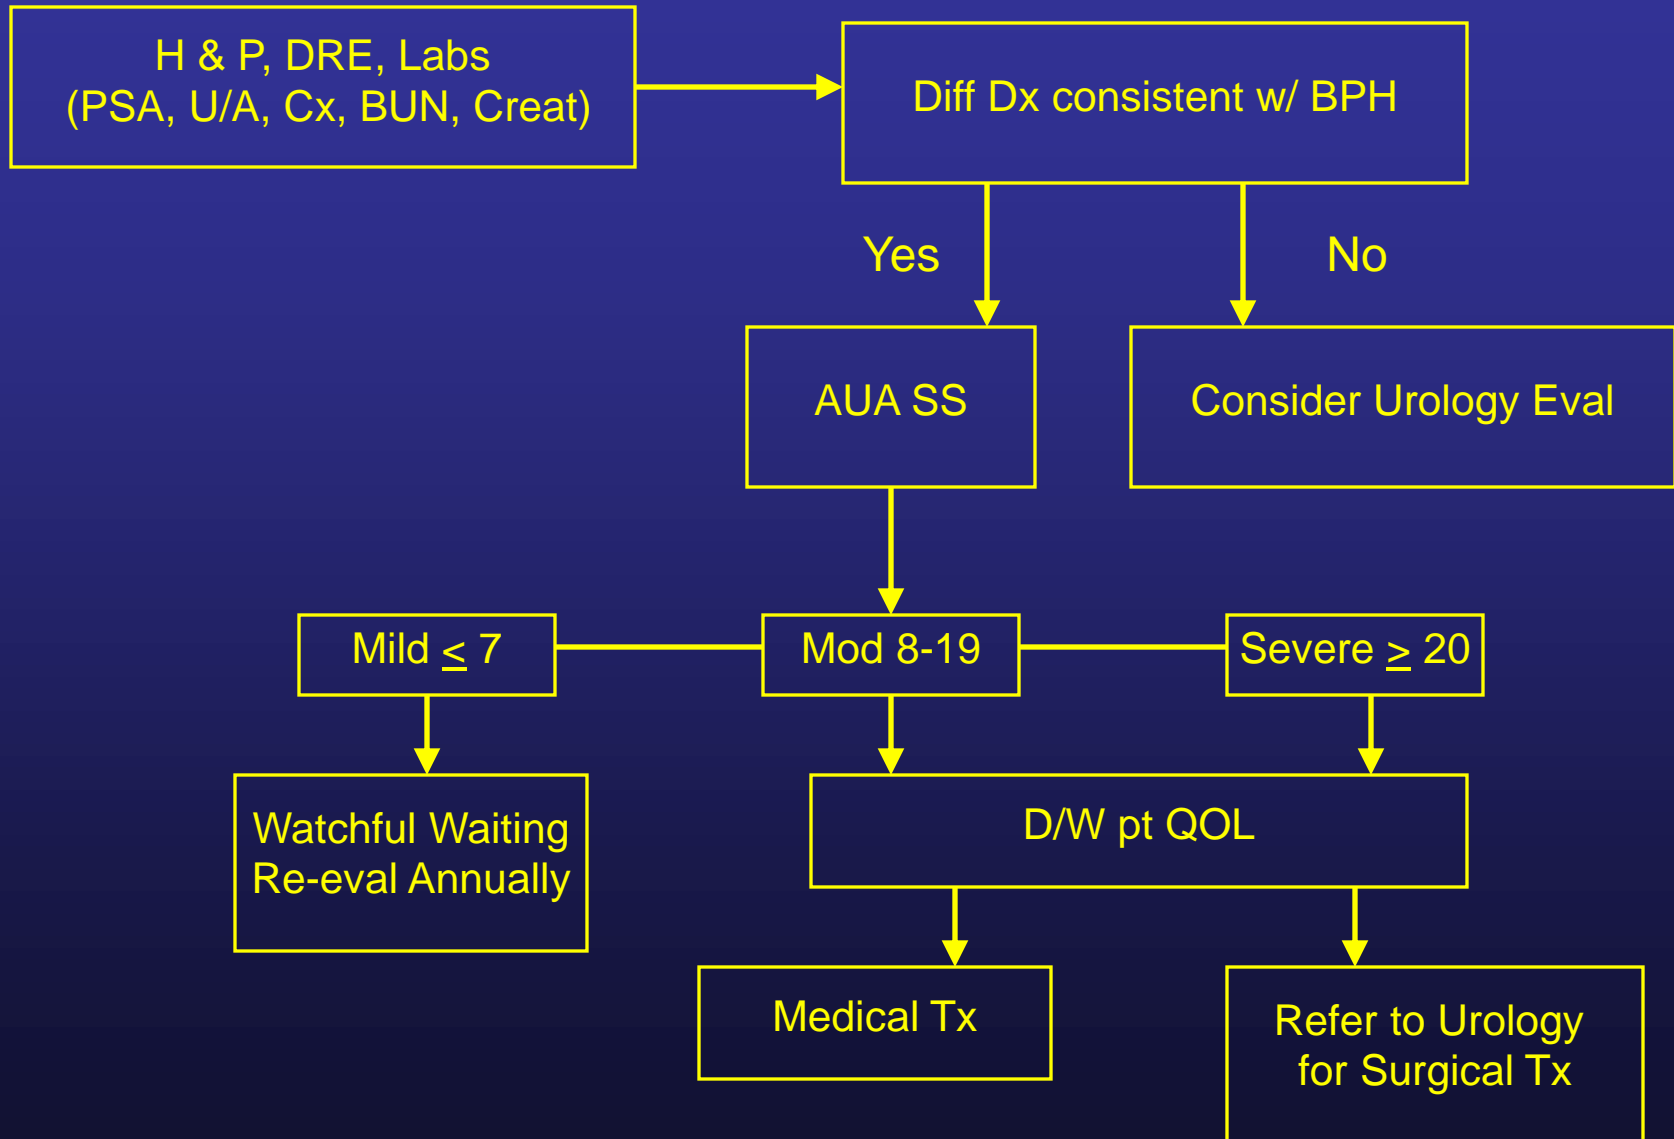 H & P, DRE, Labs
(PSA, U/A, Cx, BUN, Creat)
Diff Dx consistent w/ BPH
Yes
No
AUA SS
Consider Urology Eval
Mild ≤ 7
Mod 8-19
Severe ≥ 20
Watchful Waiting
Re-eval Annually
D/W pt QOL
Medical Tx
Refer to Urology
for Surgical Tx